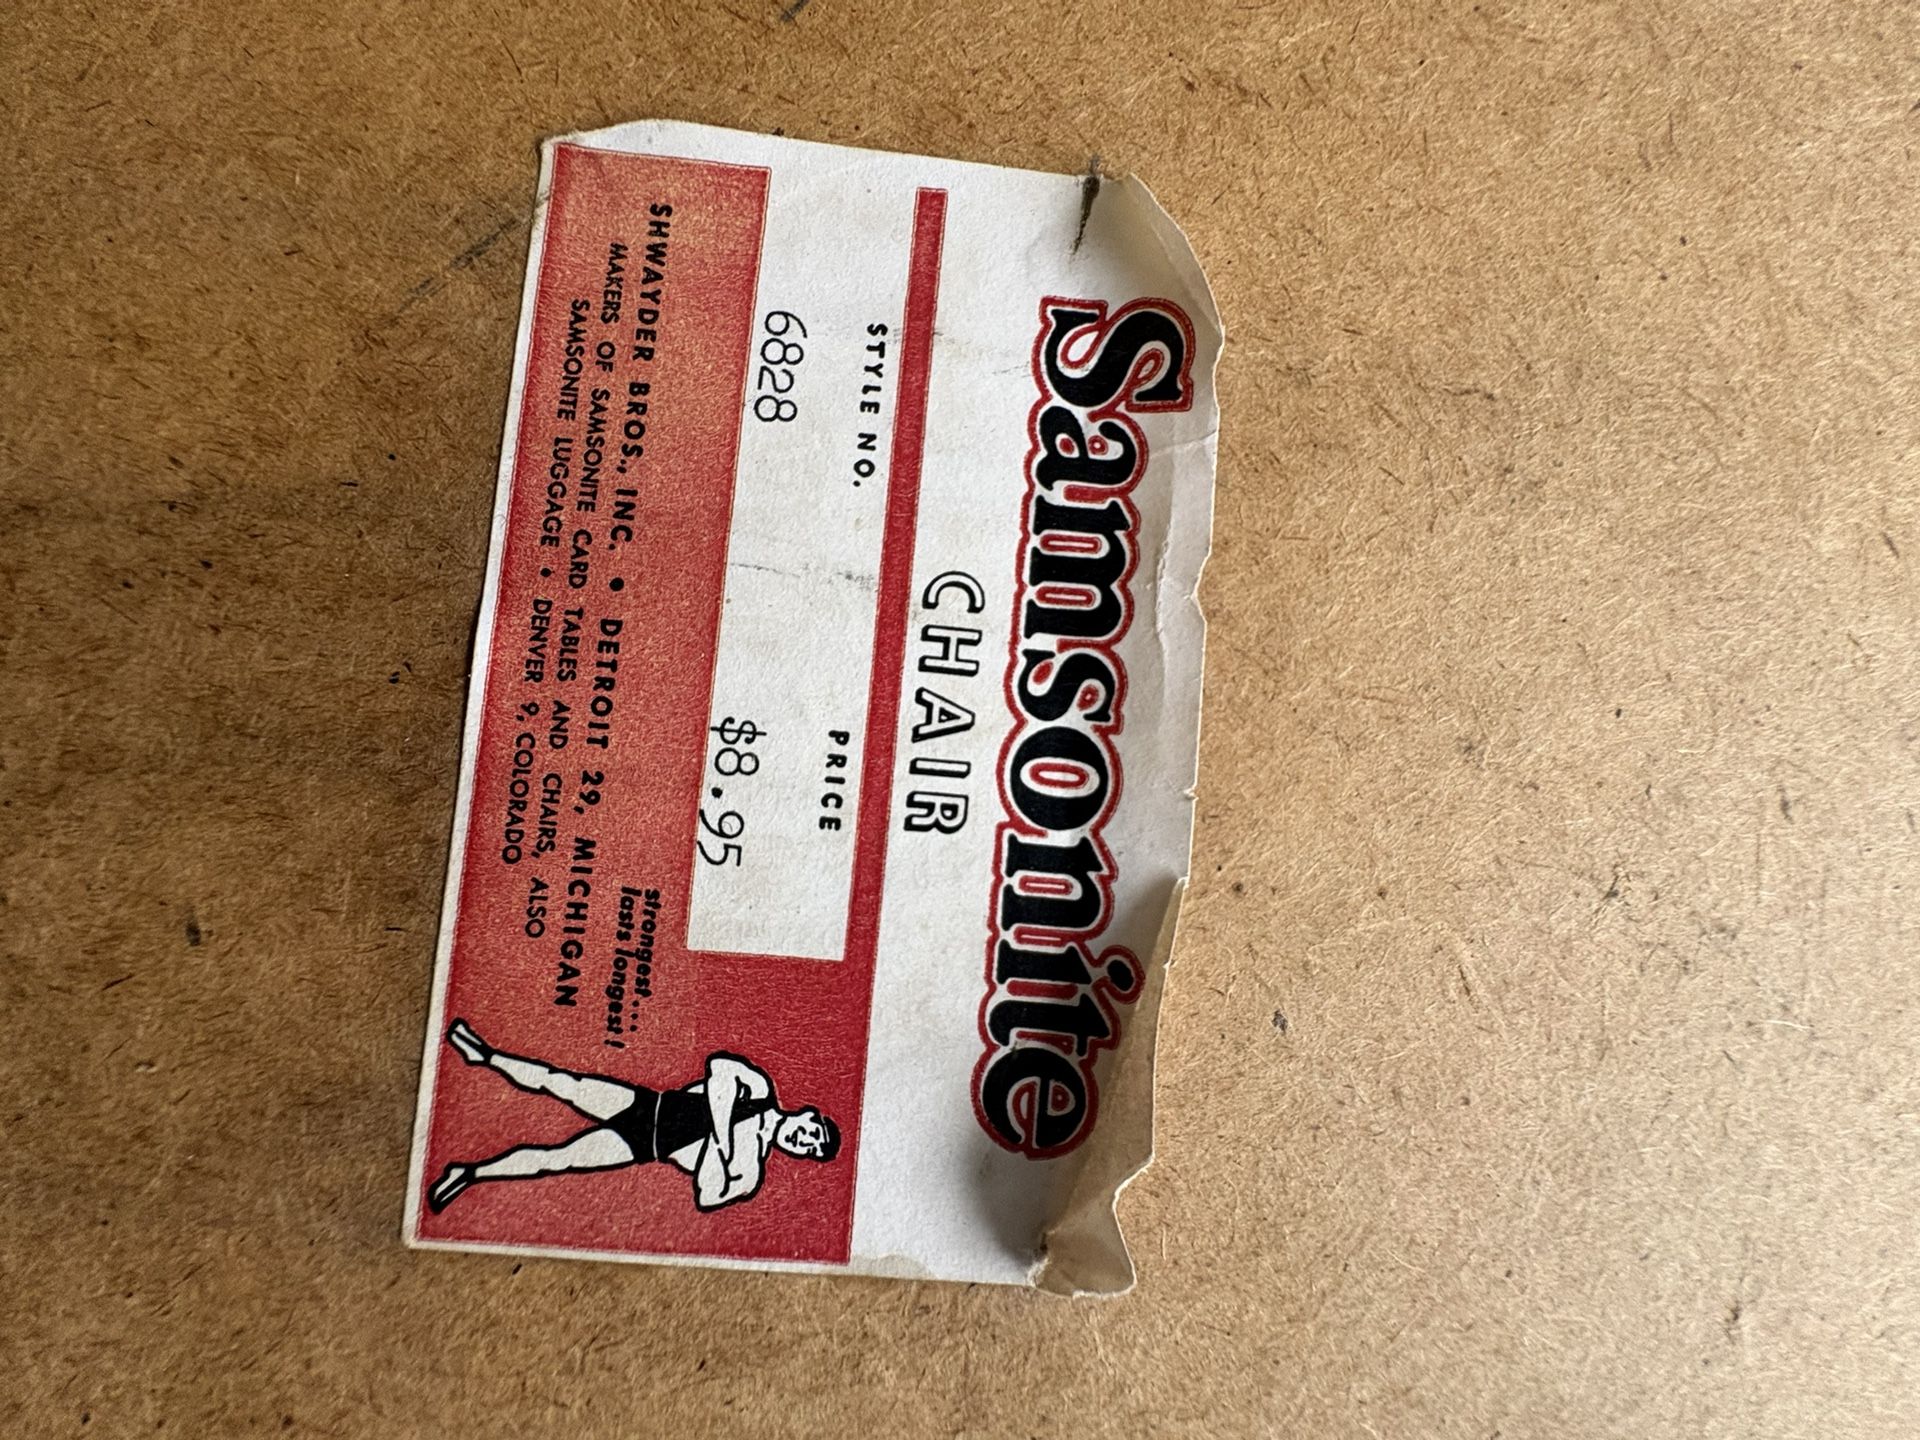 Samsonite
CHAIR
STYLE NO. PRICE
6828 $8.95
strongest...
lasts longest!
SHWAYDER BROS., INC. • DETROIT 29, MICHIGAN
MAKERS OF SAMSONITE CARD TABLES AND CHAIRS, ALSO
SAMSONITE LUGGAGE • DENVER 9, COLORADO